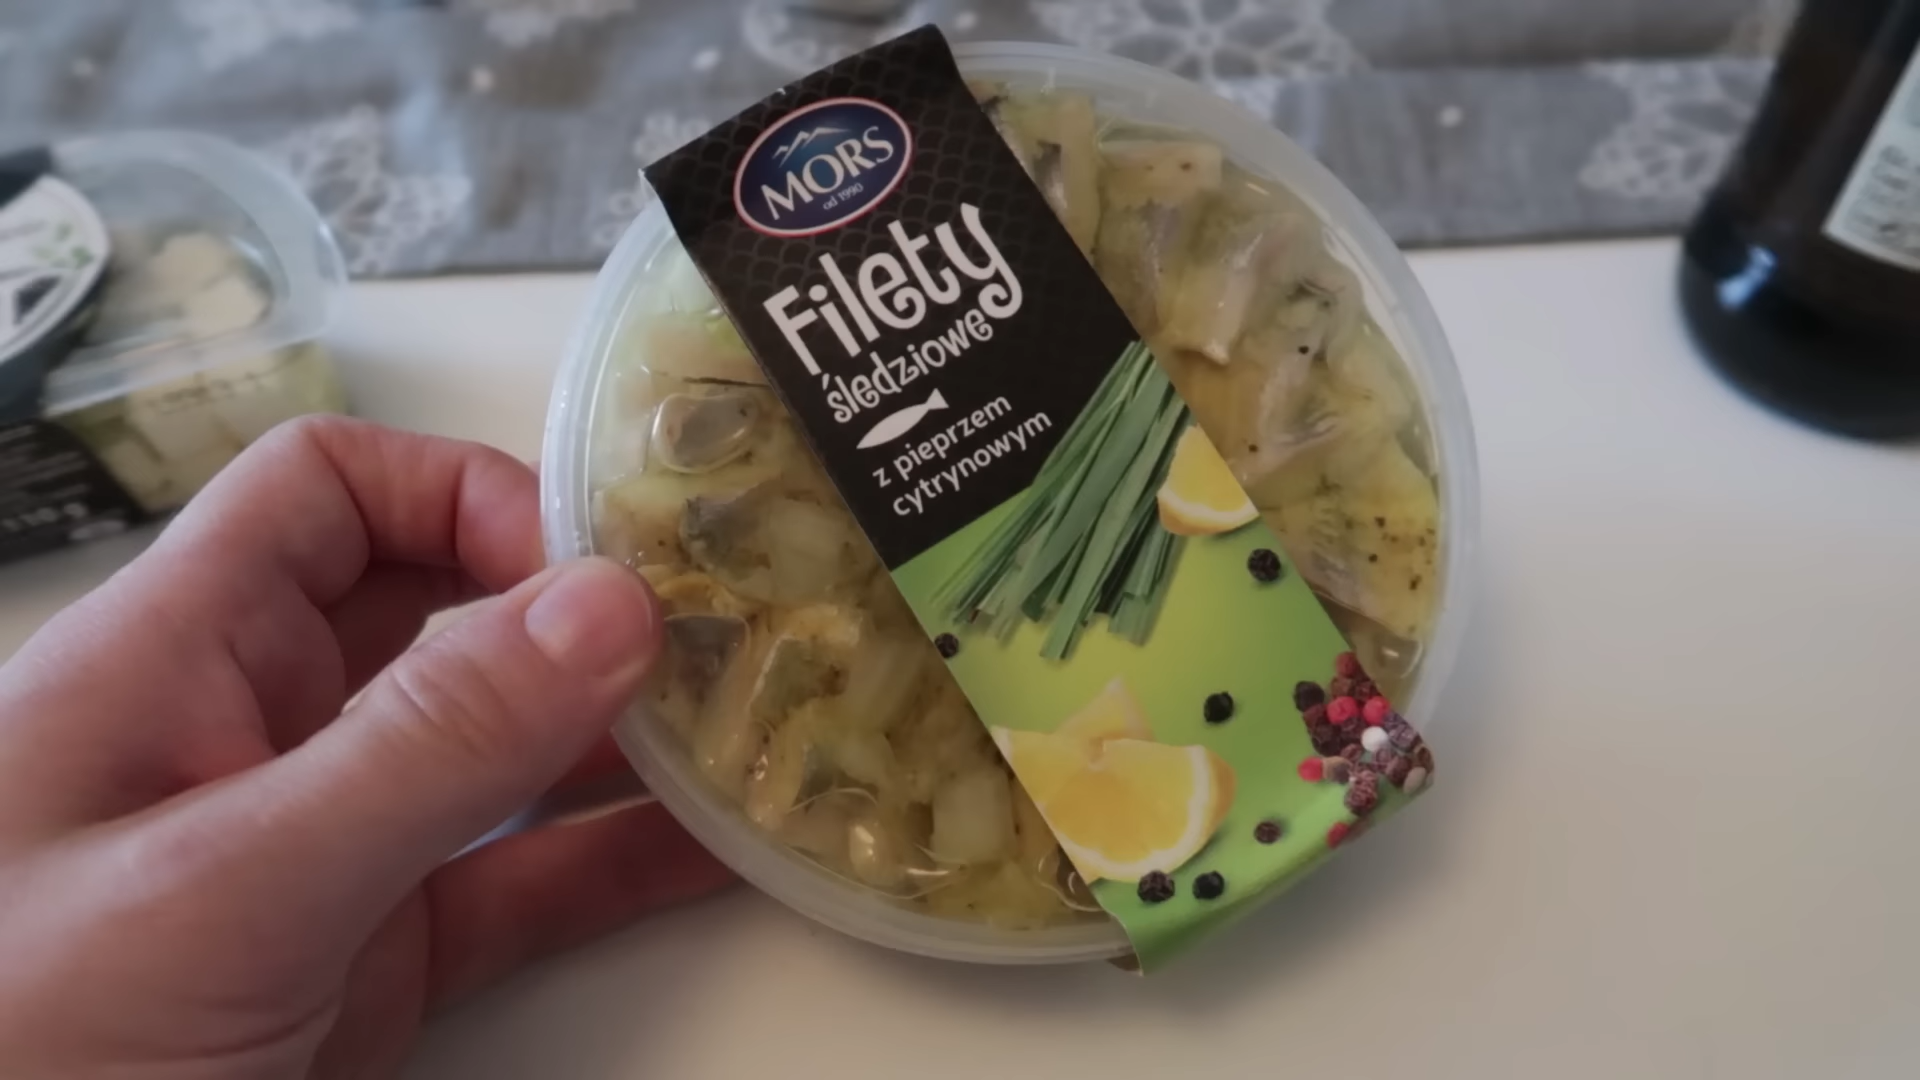 MORS
od 1990
Filety
śledziowe
z pieprzem
cytrynowym